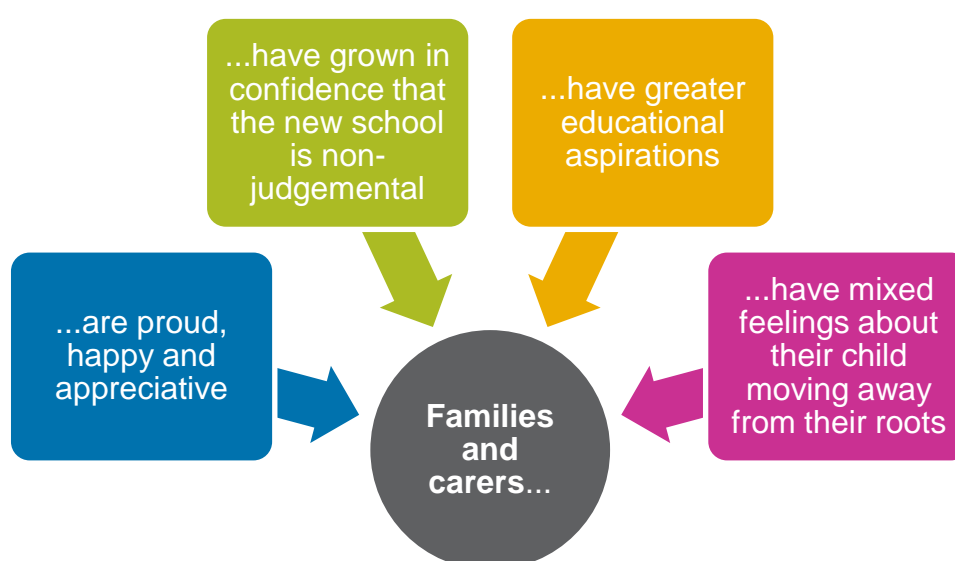 ...have grown in
confidence that
the new school
is non-
judgemental
...have greater
educational
aspirations
...are proud,
happy and
appreciative
...have mixed
feelings about
their child
moving away
from their roots
Families
and
carers...